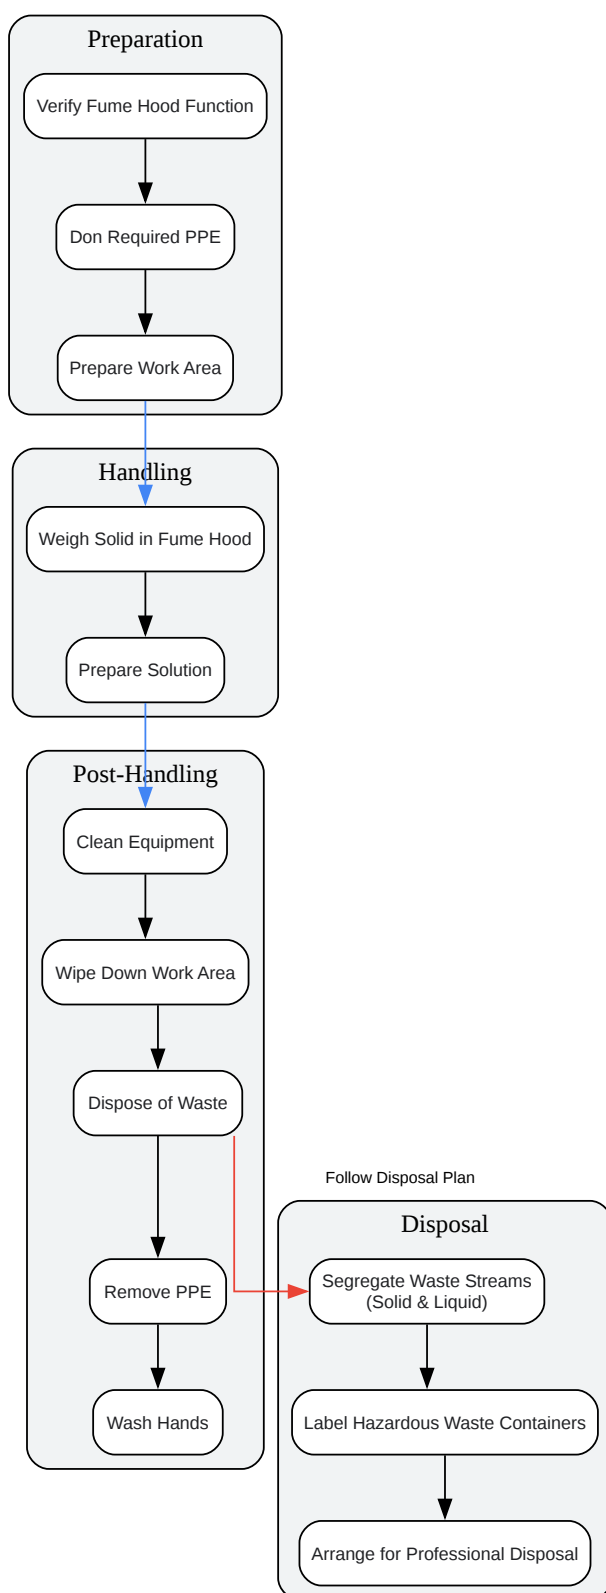 Preparation
Verify Fume Hood Function
Don Required PPE
Prepare Work Area
Handling
Weigh Solid in Fume Hood
Prepare Solution
Post-Handling
Clean Equipment
Wipe Down Work Area
Dispose of Waste
Remove PPE
Wash Hands
Follow Disposal Plan
Disposal
Segregate Waste Streams
(Solid & Liquid)
Label Hazardous Waste Containers
Arrange for Professional Disposal